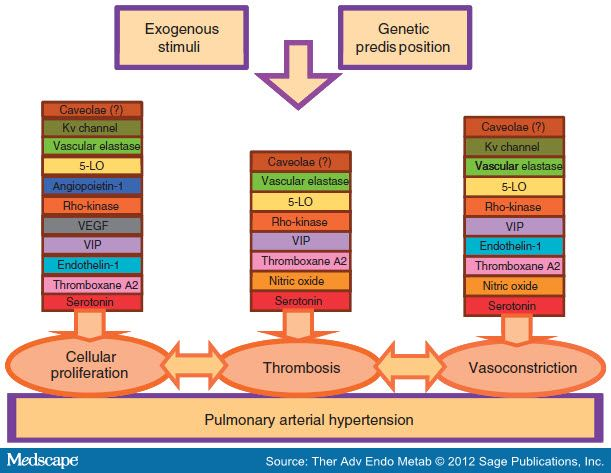 Exogenous
stimuli
Genetic
predisposition
Caveolae (?)
Kv channel
Vascular elastase
5-LO
Angiopoietin-1
Rho-kinase
VEGF
VIP
Endothelin-1
Thromboxane A2
Serotonin
Caveolae (?)
Vascular elastase
5-LO
Rho-kinase
VIP
Thromboxane A2
Nitric oxide
Serotonin
Caveolae (?)
Kv channel
Vascular elastase
5-LO
Rho-kinase
VIP
Endothelin-1
Thromboxane A2
Nitric oxide
Serotonin
Cellular
proliferation
Thrombosis
Vasoconstriction
Pulmonary arterial hypertension
Medscape
Source: Ther Adv Endo Metab © 2012 Sage Publications, Inc.